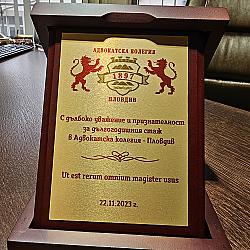 АДВОКАТСКА КОЛЕГИЯ
1897
ПЛОВДИВ
С дълбоко уважение и признателност
за дългогодишния стаж
в Адвокатска колегия - Пловдив
Ut est rerum omnium magister usus
22.11.2023 г.